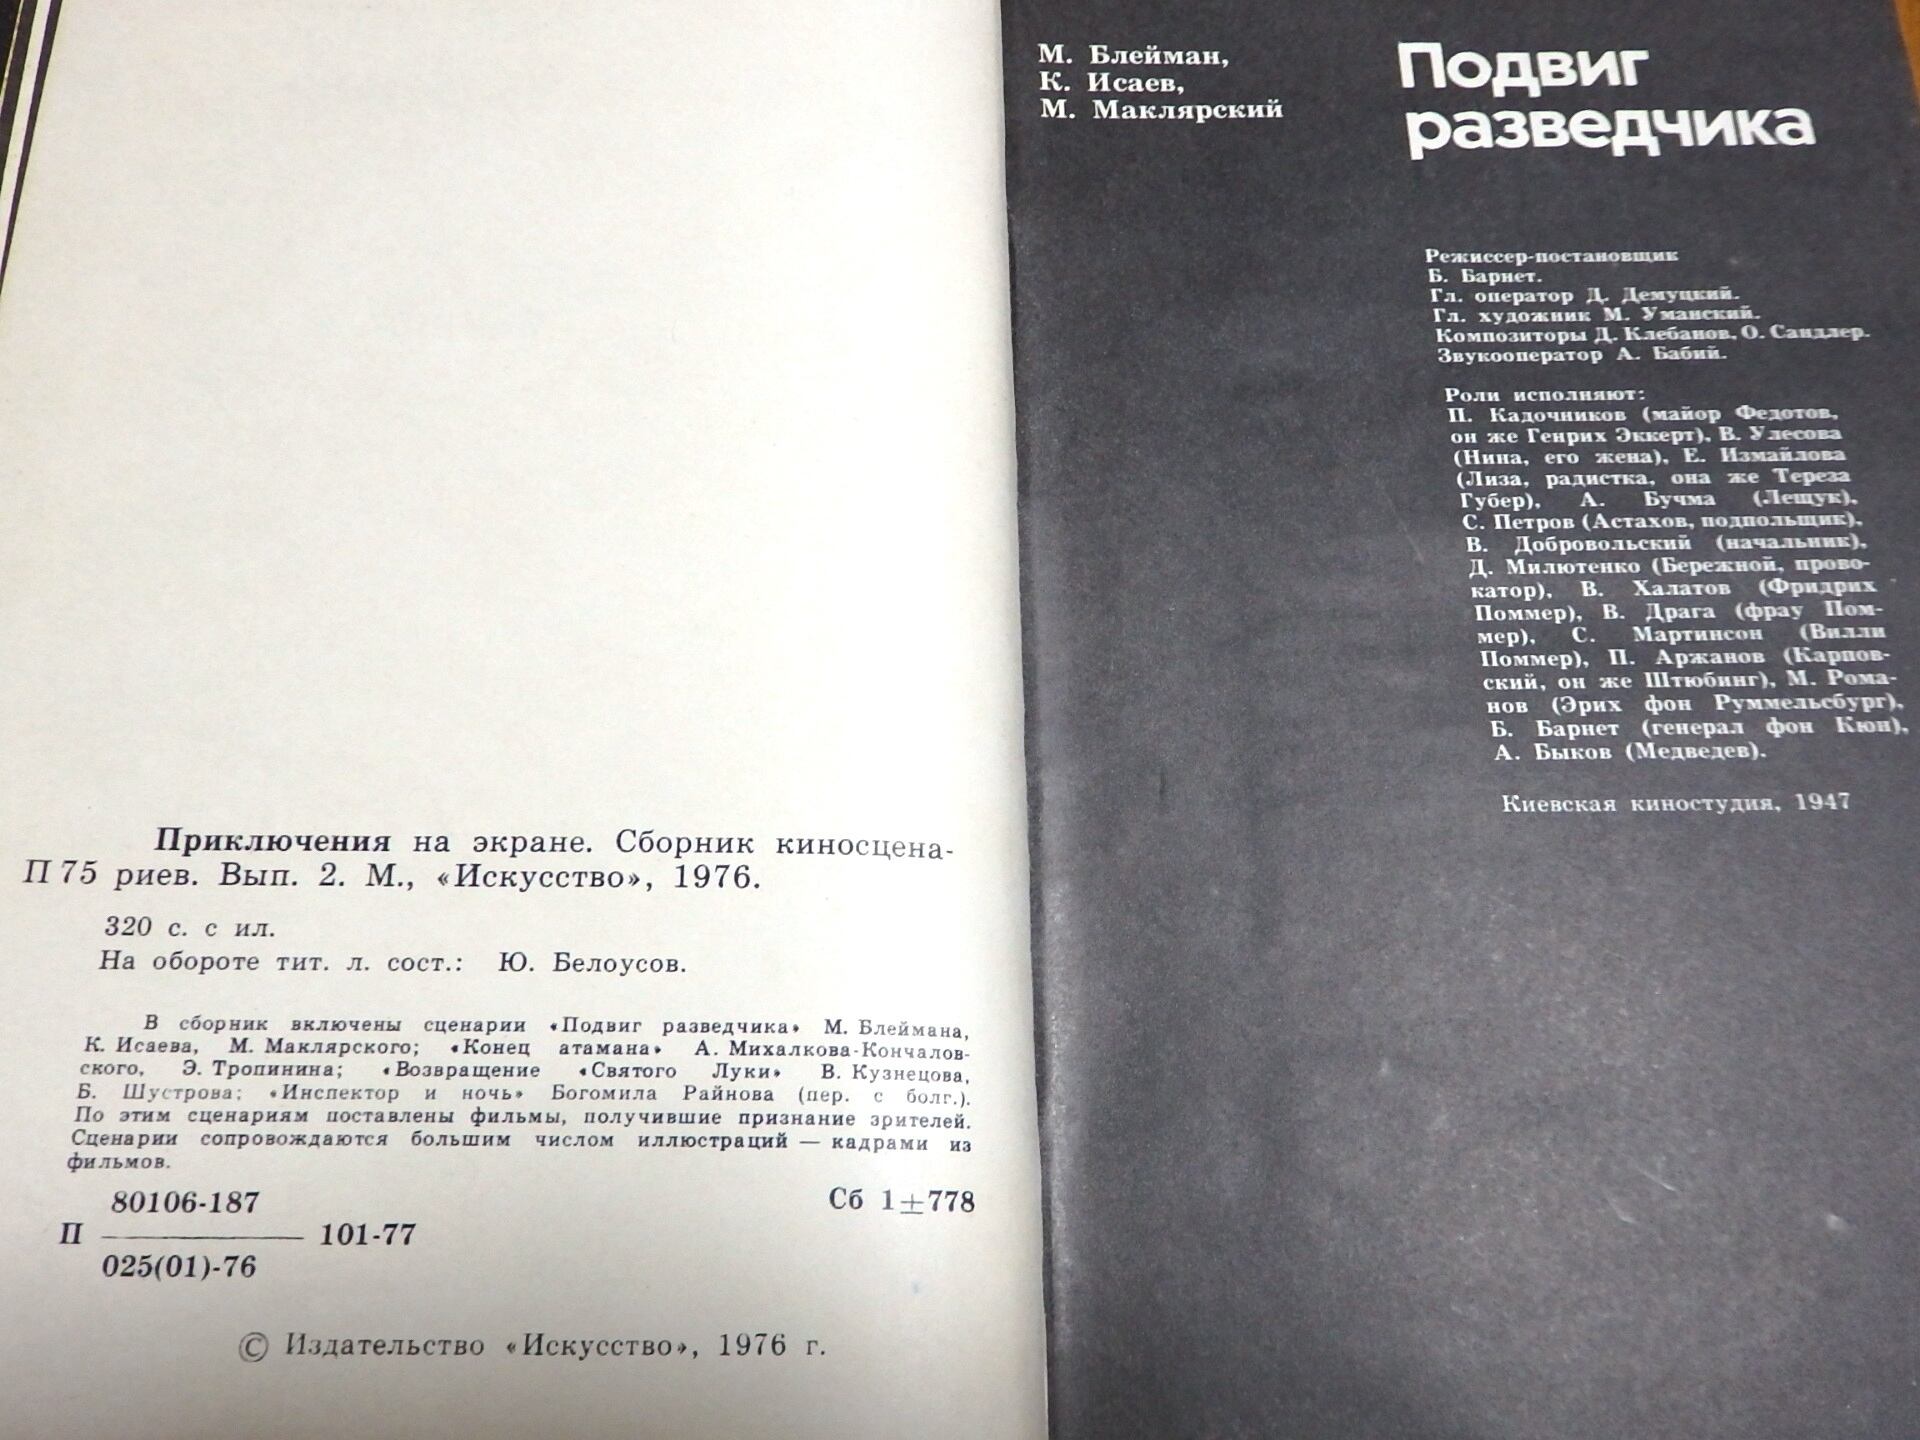 Приключения на экране. Сборник киносцена-
П 75 риев. Вып. 2. М., «Искусство», 1976.
320 с. с ил.
На обороте тит. л. сост.: Ю. Белоусов.
В сборник включены сценарии «Подвиг разведчика» М. Блеймана,
К. Исаева, М. Маклярского; «Конец атамана» А. Михалкова-Кончалов-
ского, Э. Тропинина; «Возвращение «Святого Луки» В. Кузнецова,
Б. Шустрова; «Инспектор и ночь» Богомила Райнова (пер. с болг.).
По этим сценариям поставлены фильмы, получившие признание зрителей.
Сценарии сопровождаются большим числом иллюстраций — кадрами из
фильмов.
80106-187
Сб 1±778
П ———— 101-77
025(01)-76
© Издательство «Искусство», 1976 г.
М. Блейман,
К. Исаев,
М. Маклярский
Подвиг
разведчика
Режиссер-постановщик
Б. Барнет.
Гл. оператор Д. Демуцкий.
Гл. художник М. Уманский.
Композиторы Д. Клебанов, О. Сандлер.
Звукооператор А. Бабий.
Роли исполняют:
П. Кадочников (майор Федотов,
он же Генрих Эккерт), В. Улесова
(Нина, его жена), Е. Измайлова
(Лиза, радистка, она же Тереза
Губер), А. Бучма (Лещук),
С. Петров (Астахов, подпольщик),
В. Добровольский (начальник),
Д. Милютенко (Бережной, прово-
катор), В. Халатов (Фридрих
Поммер), В. Драга (фрау Пом-
мер), С. Мартинсон (Вилли
Поммер), П. Аржанов (Карпов-
ский, он же Штюбинг), М. Рома-
нов (Эрих фон Руммельсбург),
Б. Барнет (генерал фон Кюн),
А. Быков (Медведев).
Киевская киностудия, 1947